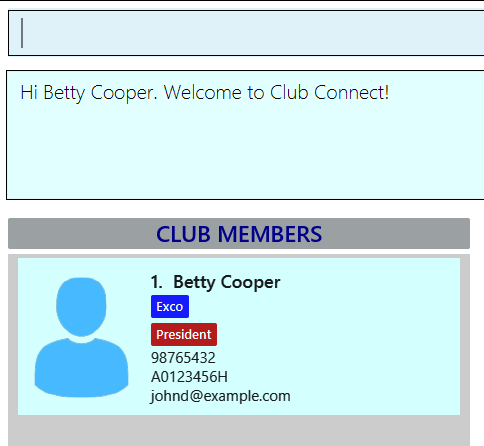 Hi Betty Cooper. Welcome to Club Connect!
CLUB MEMBERS
1. Betty Cooper
Exco
President
98765432
A0123456H
johnd@example.com